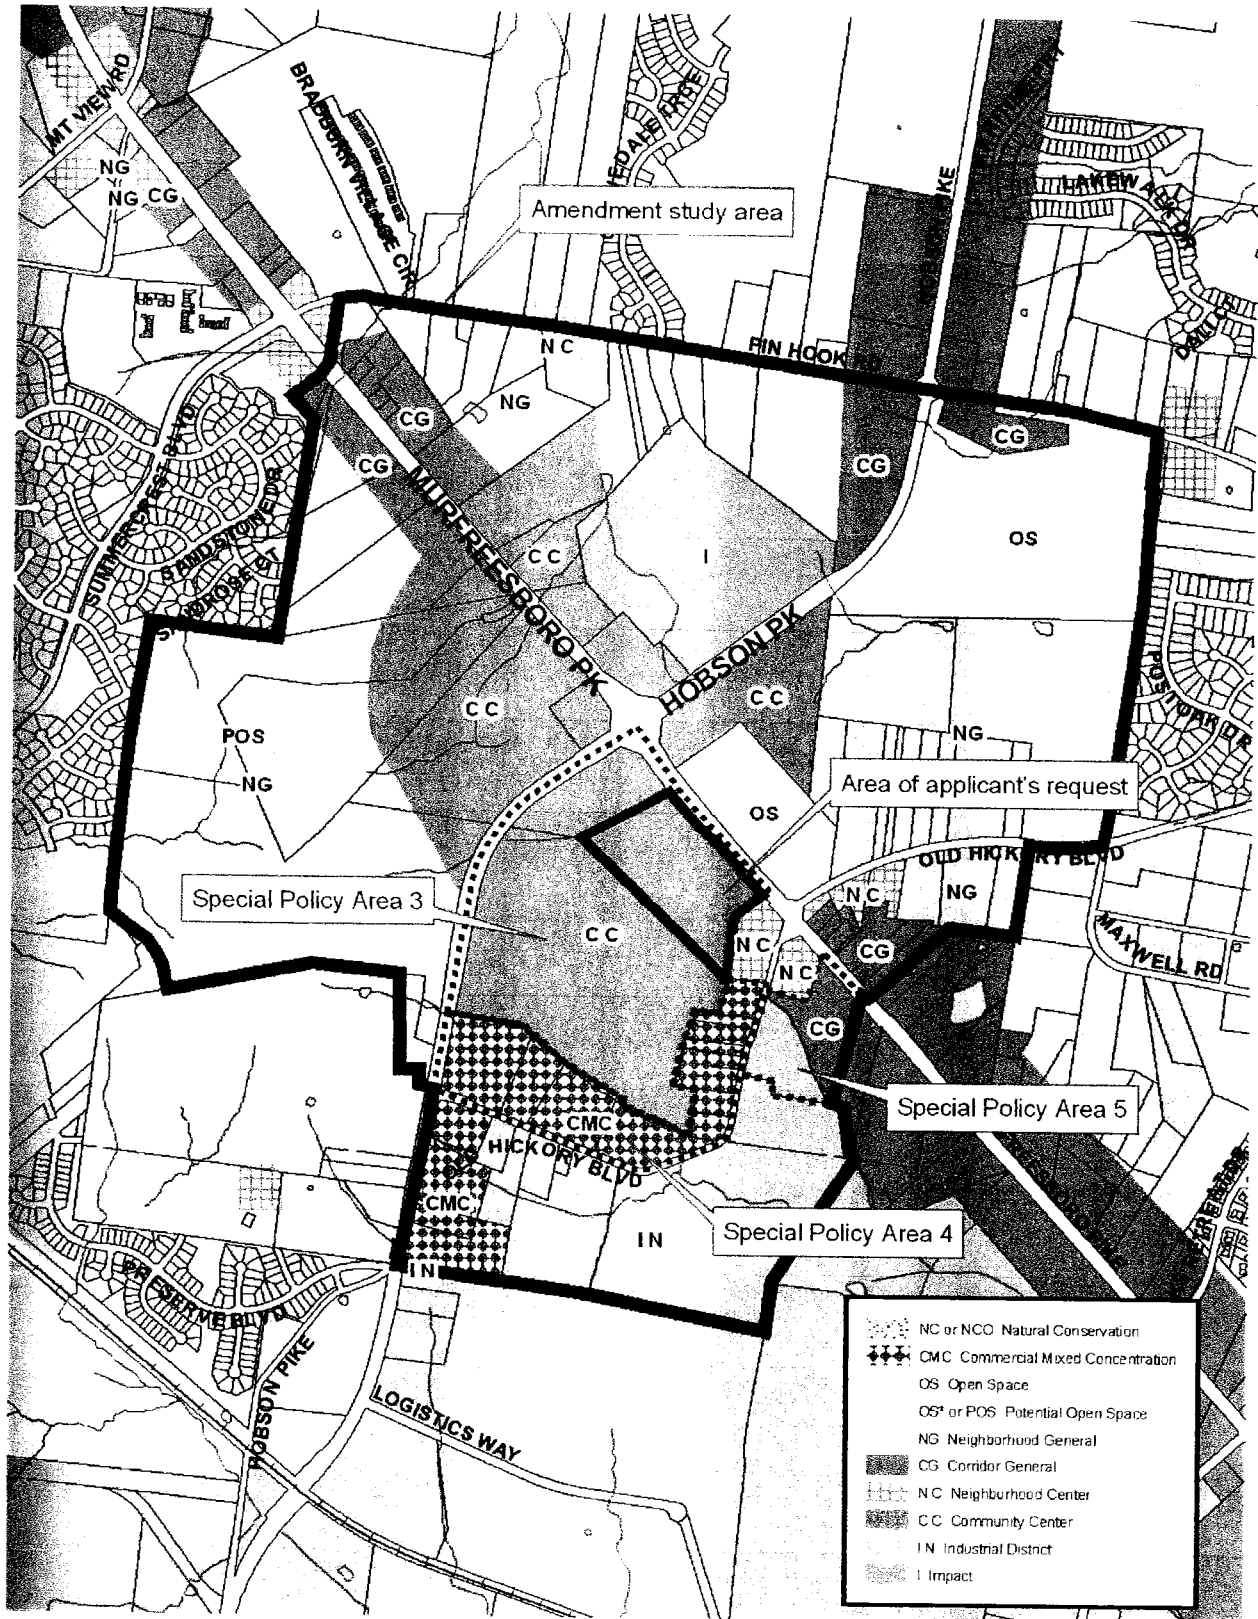 MT VIEW RD
BRADBURN VILLAGE CIR
NG
NG CG
Amendment study area
LAKEWALK DR
PIN HOOK RD
N C
NG
CG
CG
CG
CG
SUMMERCREST BLVD
SANDSTONE DR
MURFREESBORO PK
C C
I
OS
HOBSON PK
C C
C C
POS
NG
NG
Area of applicant's request
OS
OLD HICKORY BLVD
Special Policy Area 3
N C
NG
C C
N C
CG
MAXWELL RD
N C
CG
Special Policy Area 5
CMC
HICKORY BLVD
CMC
Special Policy Area 4
I N
I N
PRESERVE BLVD
HOBSON PIKE
LOGISTICS WAY
NC or NCO Natural Conservation
CMC Commercial Mixed Concentration
OS Open Space
OS* or POS Potential Open Space
NG Neighborhood General
CG Corridor General
N C Neighborhood Center
C C Community Center
I N Industrial District
I Impact